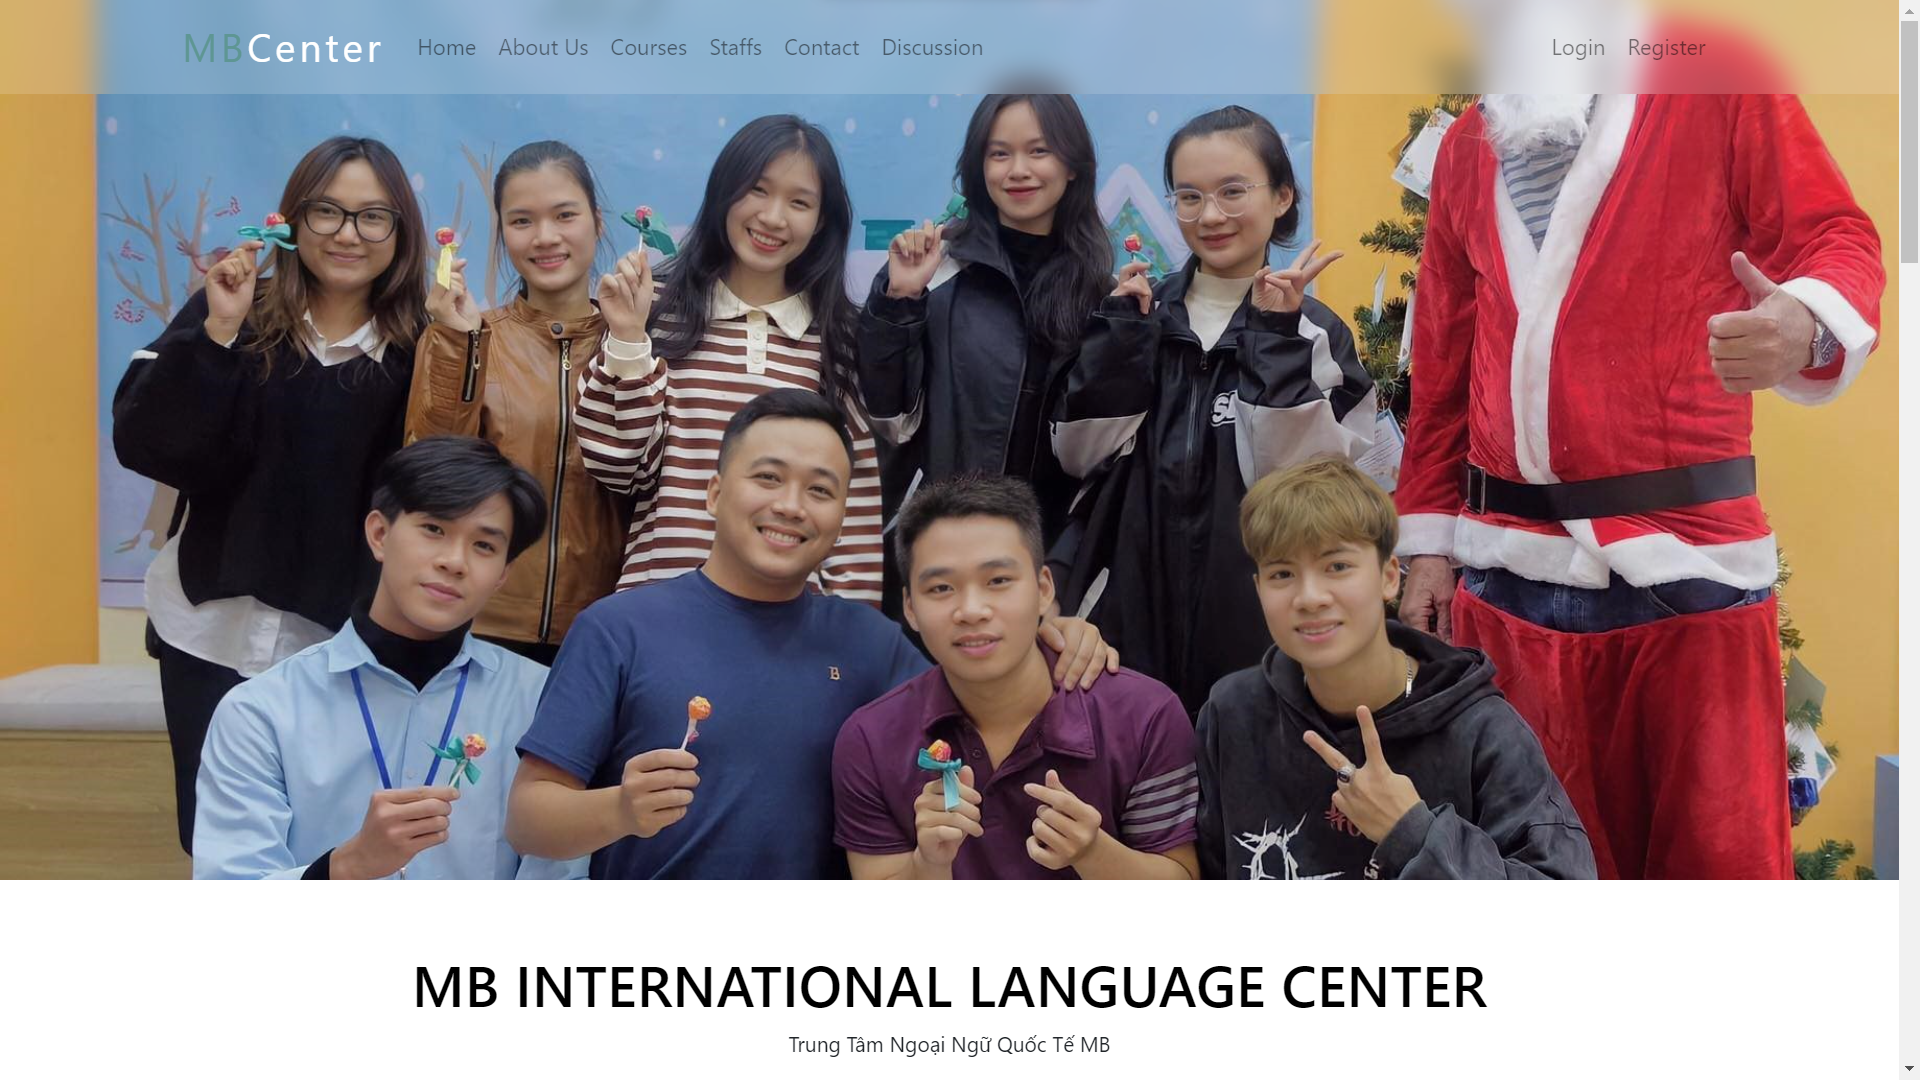 MBCenter Home About Us Courses Staffs Contact Discussion Login Register
B
MB INTERNATIONAL LANGUAGE CENTER
Trung Tâm Ngoại Ngữ Quốc Tế MB